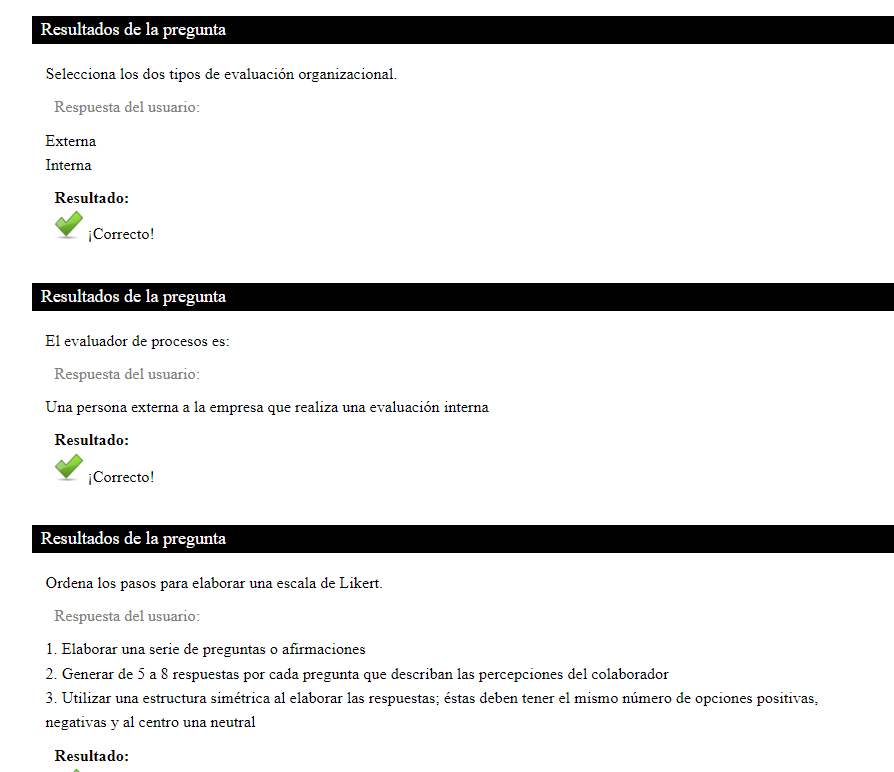 Resultados de la pregunta
Selecciona los dos tipos de evaluación organizacional.
Respuesta del usuario:
Externa
Interna
Resultado:
¡Correcto!
Resultados de la pregunta
El evaluador de procesos es:
Respuesta del usuario:
Una persona externa a la empresa que realiza una evaluación interna
Resultado:
¡Correcto!
Resultados de la pregunta
Ordena los pasos para elaborar una escala de Likert.
Respuesta del usuario:
1. Elaborar una serie de preguntas o afirmaciones
2. Generar de 5 a 8 respuestas por cada pregunta que describan las percepciones del colaborador
3. Utilizar una estructura simétrica al elaborar las respuestas; éstas deben tener el mismo número de opciones positivas,
negativas y al centro una neutral
Resultado: